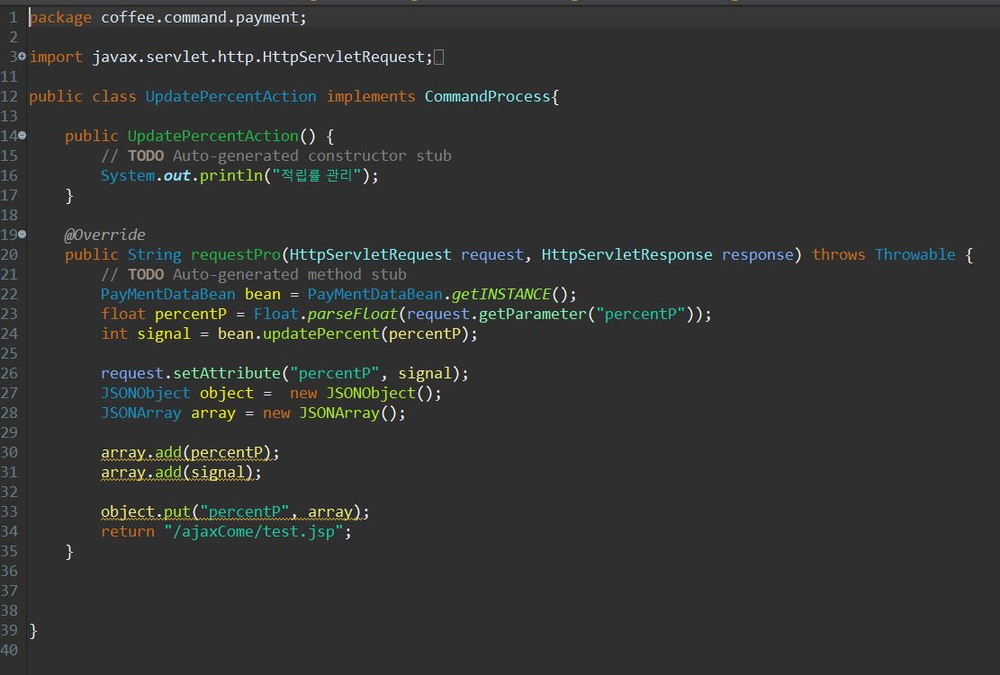 1 package coffee.command.payment;
2
3 import javax.servlet.http.HttpServletRequest;
11
12 public class UpdatePercentAction implements CommandProcess{
13
14 public UpdatePercentAction() {
15 // TODO Auto-generated constructor stub
16 System.out.println("적립률 관리");
17 }
18
19 @Override
20 public String requestPro(HttpServletRequest request, HttpServletResponse response) throws Throwable {
21 // TODO Auto-generated method stub
22 PayMentDataBean bean = PayMentDataBean.getINSTANCE();
23 float percentP = Float.parseFloat(request.getParameter("percentP"));
24 int signal = bean.updatePercent(percentP);
25
26 request.setAttribute("percentP", signal);
27 JSONObject object =  new JSONObject();
28 JSONArray array = new JSONArray();
29
30 array.add(percentP);
31 array.add(signal);
32
33 object.put("percentP", array);
34 return "/ajaxCome/test.jsp";
35 }
36
37
38
39 }
40